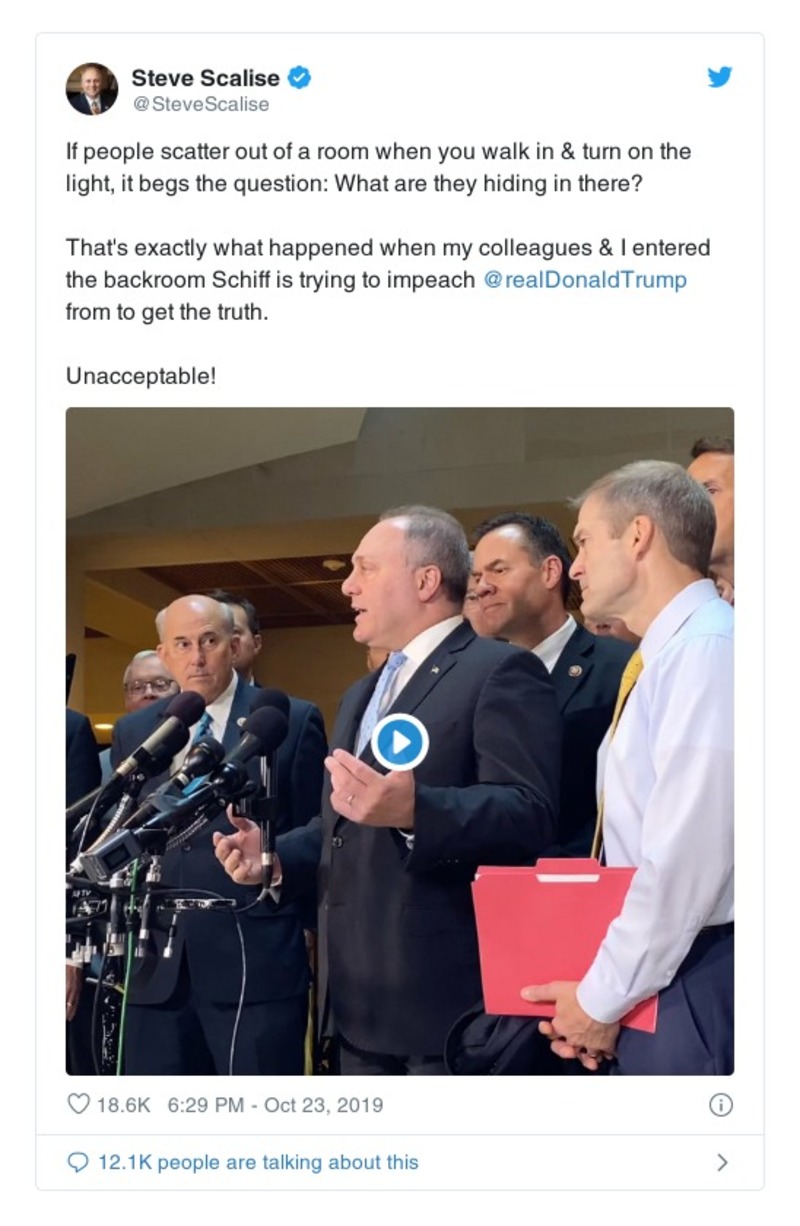 Steve Scalise
@SteveScalise
If people scatter out of a room when you walk in & turn on the
light, it begs the question: What are they hiding in there?
That's exactly what happened when my colleagues & I entered
the backroom Schiff is trying to impeach @realDonaldTrump
from to get the truth.
Unacceptable!
18.6K 6:29 PM - Oct 23, 2019
12.1K people are talking about this